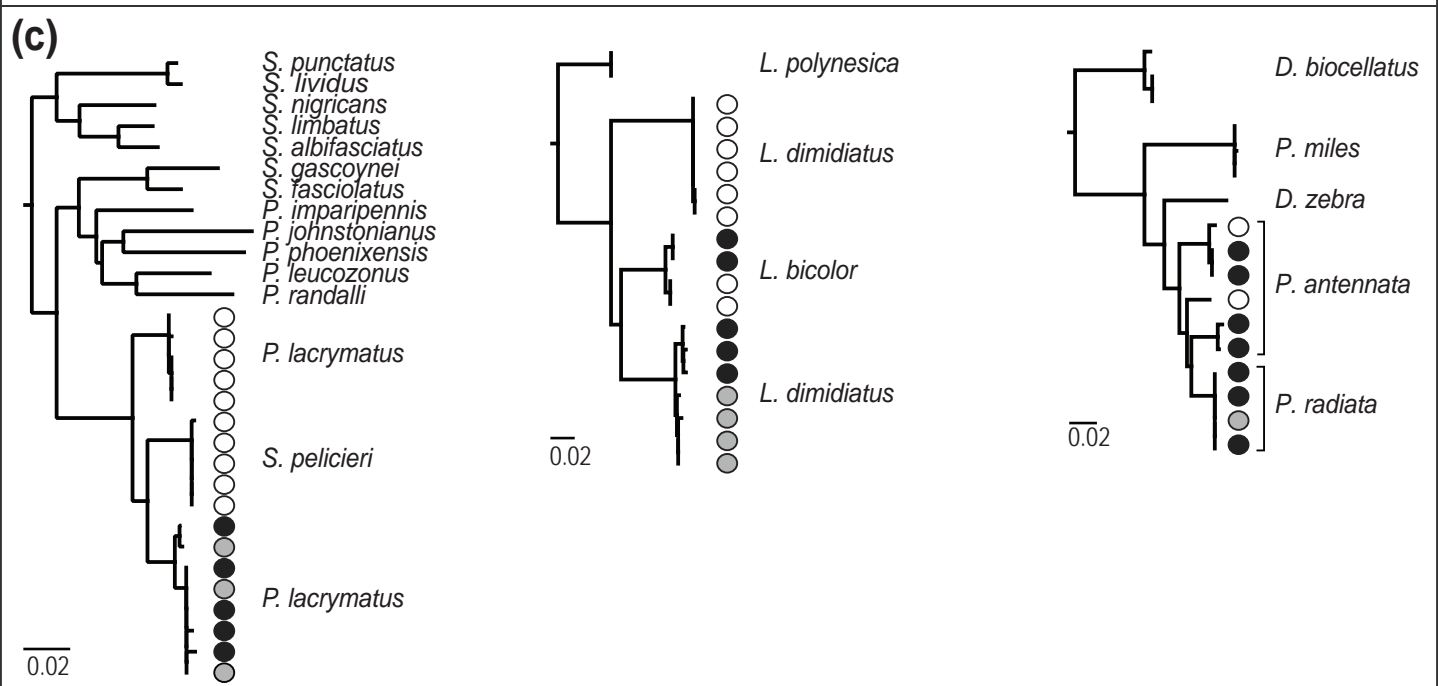 (c)
S. punctatus
S. lividus
S. nigricans
S. limbatus
S. albifasciatus
S. gascoynei
S. fasciolatus
P. imparipennis
P. johnstonianus
P. phoenixensis
P. leucozonus
P. randalli
P. lacrymatus
S. pelicieri
P. lacrymatus
0.02
L. polynesica
L. dimidiatus
L. bicolor
L. dimidiatus
0.02
D. biocellatus
P. miles
D. zebra
P. antennata
P. radiata
0.02